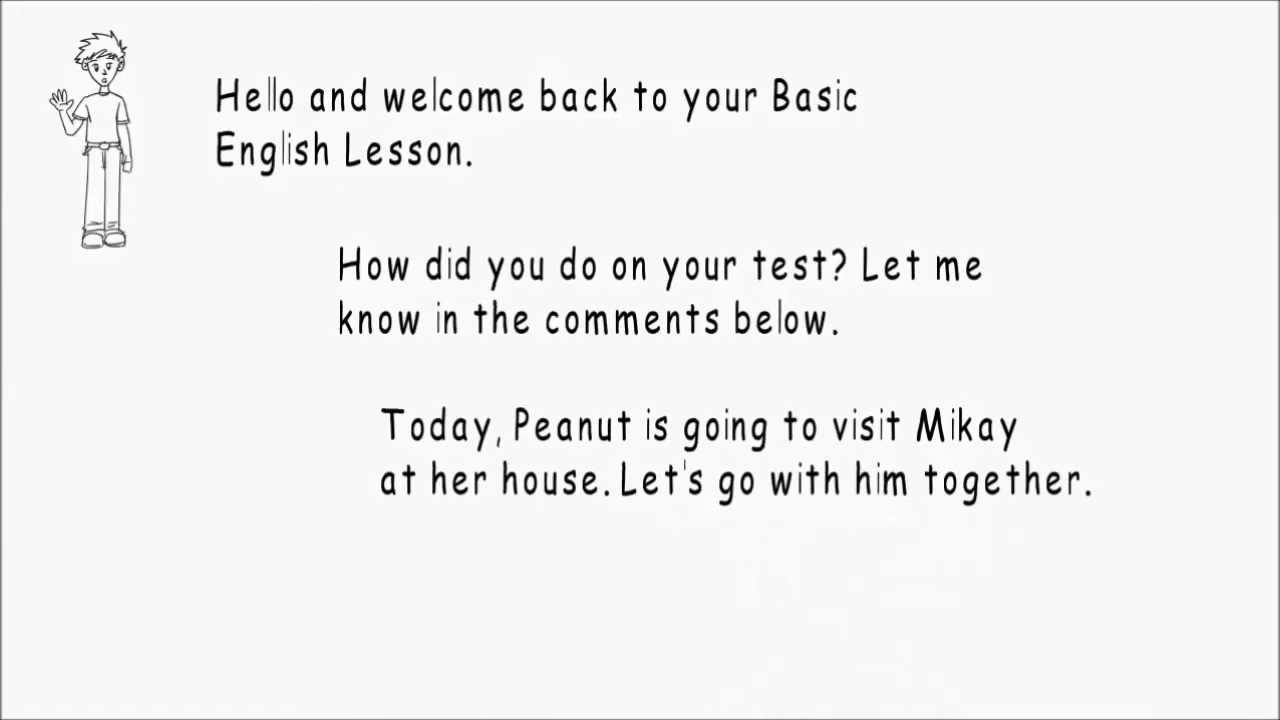 Hello and welcome back to your Basic
English Lesson.
How did you do on your test? Let me
know in the comments below.
Today, Peanut is going to visit Mikay
at her house. Let's go with him together.